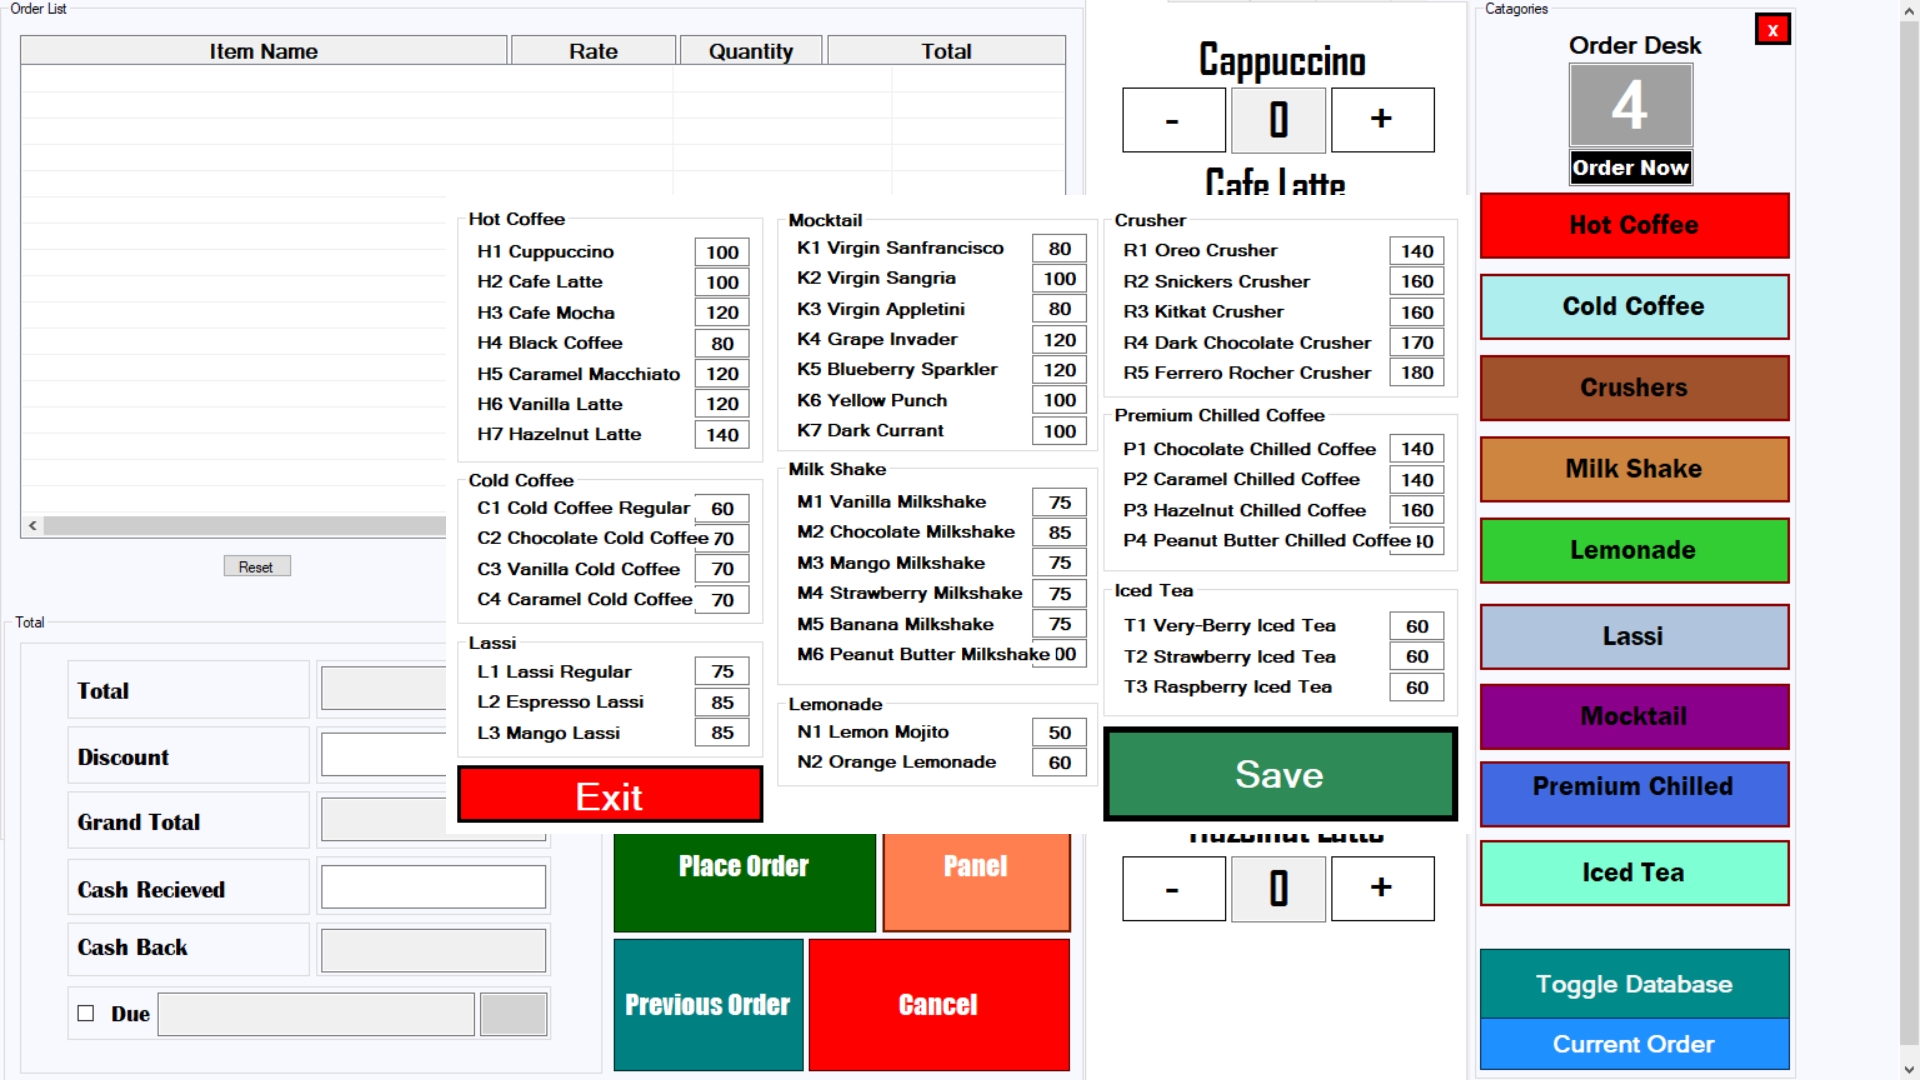 Order List
Item Name Rate Quantity Total
Reset
Total
Total
Discount
Grand Total
Cash Recieved
Cash Back
Due
Place Order
Panel
Previous Order
Cancel
Cappuccino
- 0 +
Cafe Latte
Hot Coffee
H1 Cuppuccino 100
H2 Cafe Latte 100
H3 Cafe Mocha 120
H4 Black Coffee 80
H5 Caramel Macchiato 120
H6 Vanilla Latte 120
H7 Hazelnut Latte 140
Cold Coffee
C1 Cold Coffee Regular 60
C2 Chocolate Cold Coffee 70
C3 Vanilla Cold Coffee 70
C4 Caramel Cold Coffee 70
Lassi
L1 Lassi Regular 75
L2 Espresso Lassi 85
L3 Mango Lassi 85
Exit
Mocktail
K1 Virgin Sanfrancisco 80
K2 Virgin Sangria 100
K3 Virgin Appletini 80
K4 Grape Invader 120
K5 Blueberry Sparkler 120
K6 Yellow Punch 100
K7 Dark Currant 100
Milk Shake
M1 Vanilla Milkshake 75
M2 Chocolate Milkshake 85
M3 Mango Milkshake 75
M4 Strawberry Milkshake 75
M5 Banana Milkshake 75
M6 Peanut Butter Milkshake 00
Lemonade
N1 Lemon Mojito 50
N2 Orange Lemonade 60
Crusher
R1 Oreo Crusher 140
R2 Snickers Crusher 160
R3 Kitkat Crusher 160
R4 Dark Chocolate Crusher 170
R5 Ferrero Rocher Crusher 180
Premium Chilled Coffee
P1 Chocolate Chilled Coffee 140
P2 Caramel Chilled Coffee 140
P3 Hazelnut Chilled Coffee 160
P4 Peanut Butter Chilled Coffee
Iced Tea
T1 Very-Berry Iced Tea 60
T2 Strawberry Iced Tea 60
T3 Raspberry Iced Tea 60
Save
Hazelnut Latte
- 0 +
Catagories
x
Order Desk
4
Order Now
Hot Coffee
Cold Coffee
Crushers
Milk Shake
Lemonade
Lassi
Mocktail
Premium Chilled
Iced Tea
Toggle Database
Current Order